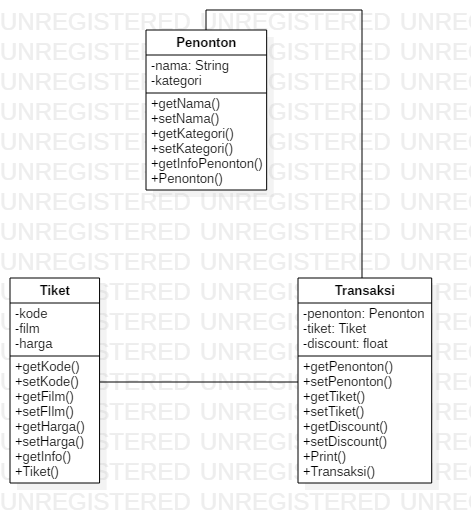 Penonton
-nama: String
-kategori
+getNama()
+setNama()
+getKategori()
+setKategori()
+getInfoPenonton()
+Penonton()
Tiket
-kode
-film
-harga
+getKode()
+setKode()
+getFilm()
+setFIlm()
+getHarga()
+setHarga()
+getInfo()
+Tiket()
Transaksi
-penonton: Penonton
-tiket: Tiket
-discount: float
+getPenonton()
+setPenonton()
+getTiket()
+setTiket()
+getDiscount()
+setDiscount()
+Print()
+Transaksi()
UNREGISTERED UNREGISTERED UNREGISTERED